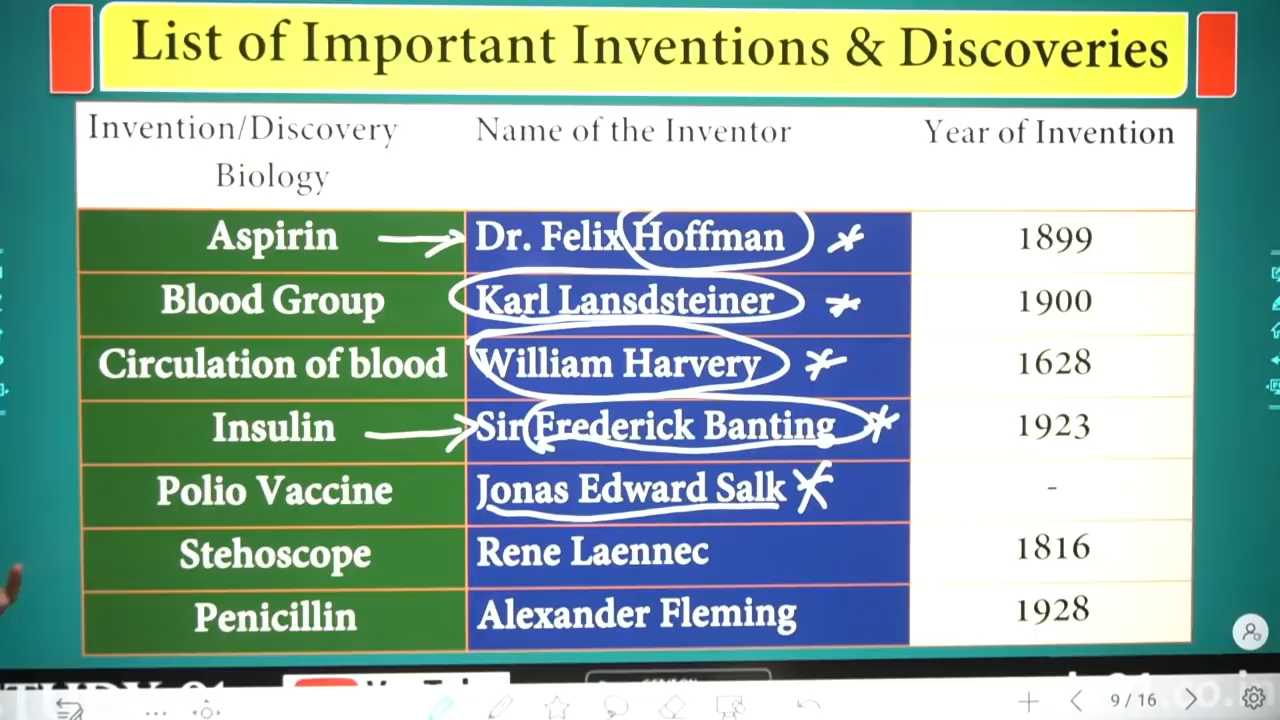 List of Important Inventions & Discoveries
Invention/Discovery Biology Name of the Inventor Year of Invention
Aspirin Dr. Felix Hoffman 1899
Blood Group Karl Lansdsteiner 1900
Circulation of blood William Harvery 1628
Insulin Sir Frederick Banting 1923
Polio Vaccine Jonas Edward Salk -
Stehoscope Rene Laennec 1816
Penicillin Alexander Fleming 1928
9 / 16